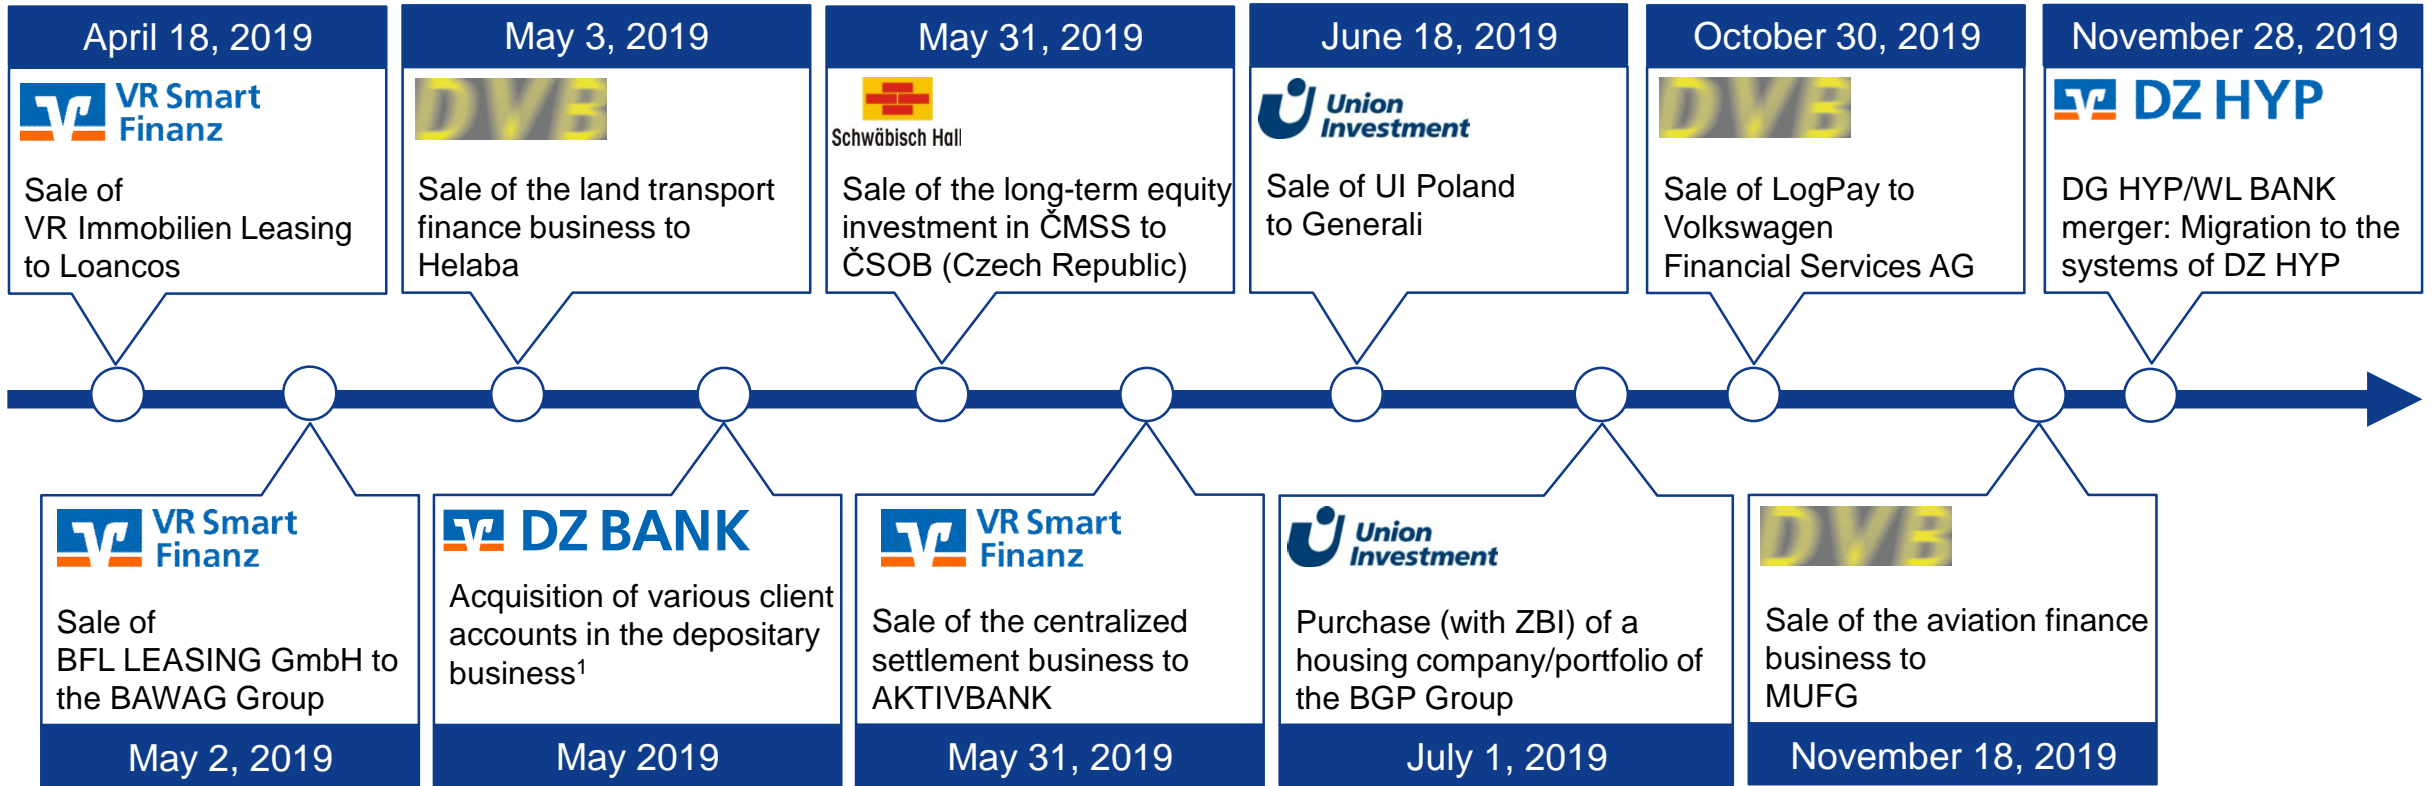 April 18, 2019
VR Smart
Finanz
Sale of
VR Immobilien Leasing
to Loancos
May 3, 2019
DVB
Sale of the land transport
finance business to
Helaba
May 31, 2019
Schwäbisch Hall
Sale of the long-term equity
investment in ČMSS to
ČSOB (Czech Republic)
June 18, 2019
Union
Investment
Sale of UI Poland
to Generali
October 30, 2019
DVB
Sale of LogPay to
Volkswagen
Financial Services AG
November 28, 2019
DZ HYP
DG HYP/WL BANK
merger: Migration to the
systems of DZ HYP
VR Smart
Finanz
Sale of
BFL LEASING GmbH to
the BAWAG Group
May 2, 2019
DZ BANK
Acquisition of various client
accounts in the depositary
business¹
May 2019
VR Smart
Finanz
Sale of the centralized
settlement business to
AKTIVBANK
May 31, 2019
Union
Investment
Purchase (with ZBI) of a
housing company/portfolio of
the BGP Group
July 1, 2019
DVB
Sale of the aviation finance
business to
MUFG
November 18, 2019